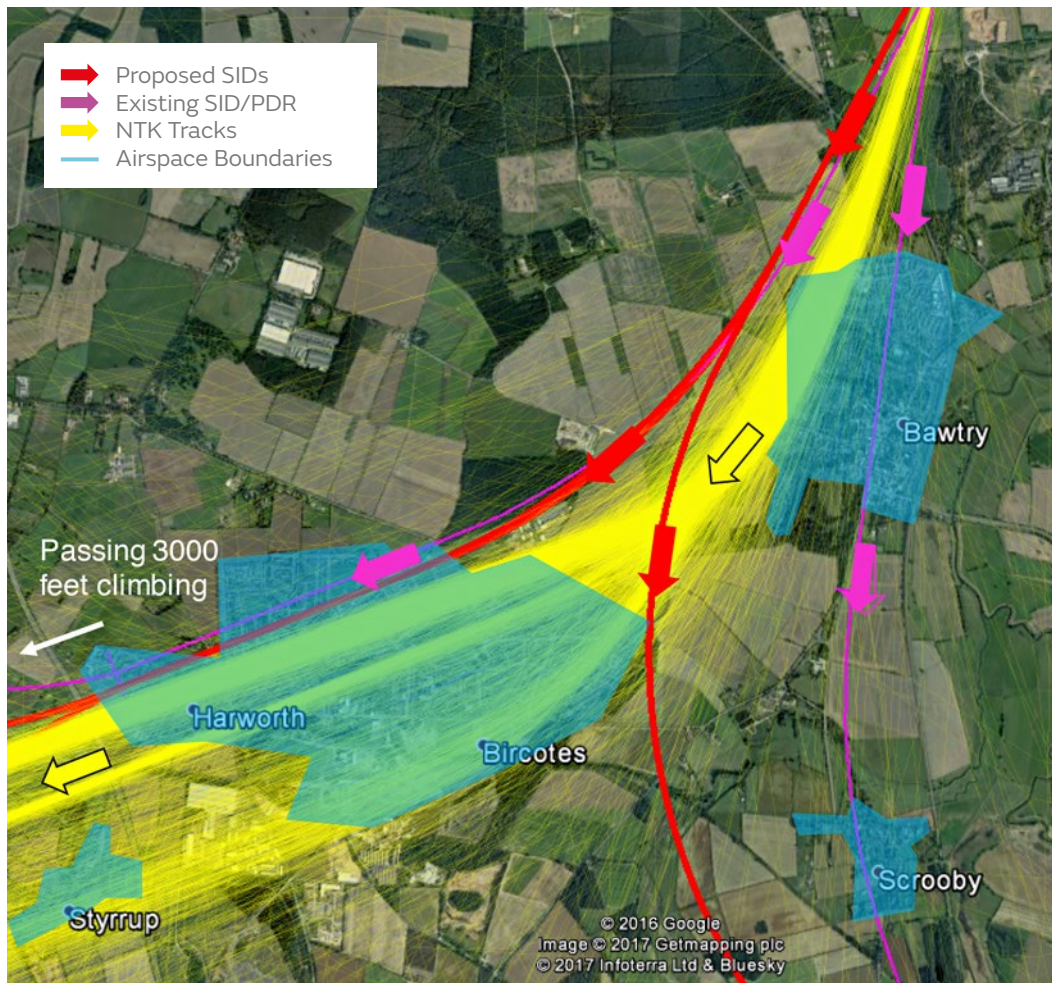 Proposed SIDs
Existing SID/PDR
NTK Tracks
Airspace Boundaries
Bawtry
Passing 3000
feet climbing
Harworth
Bircotes
Scrooby
Styrrup
© 2016 Google
Image © 2017 Getmapping plc
© 2017 Infoterra Ltd & Bluesky